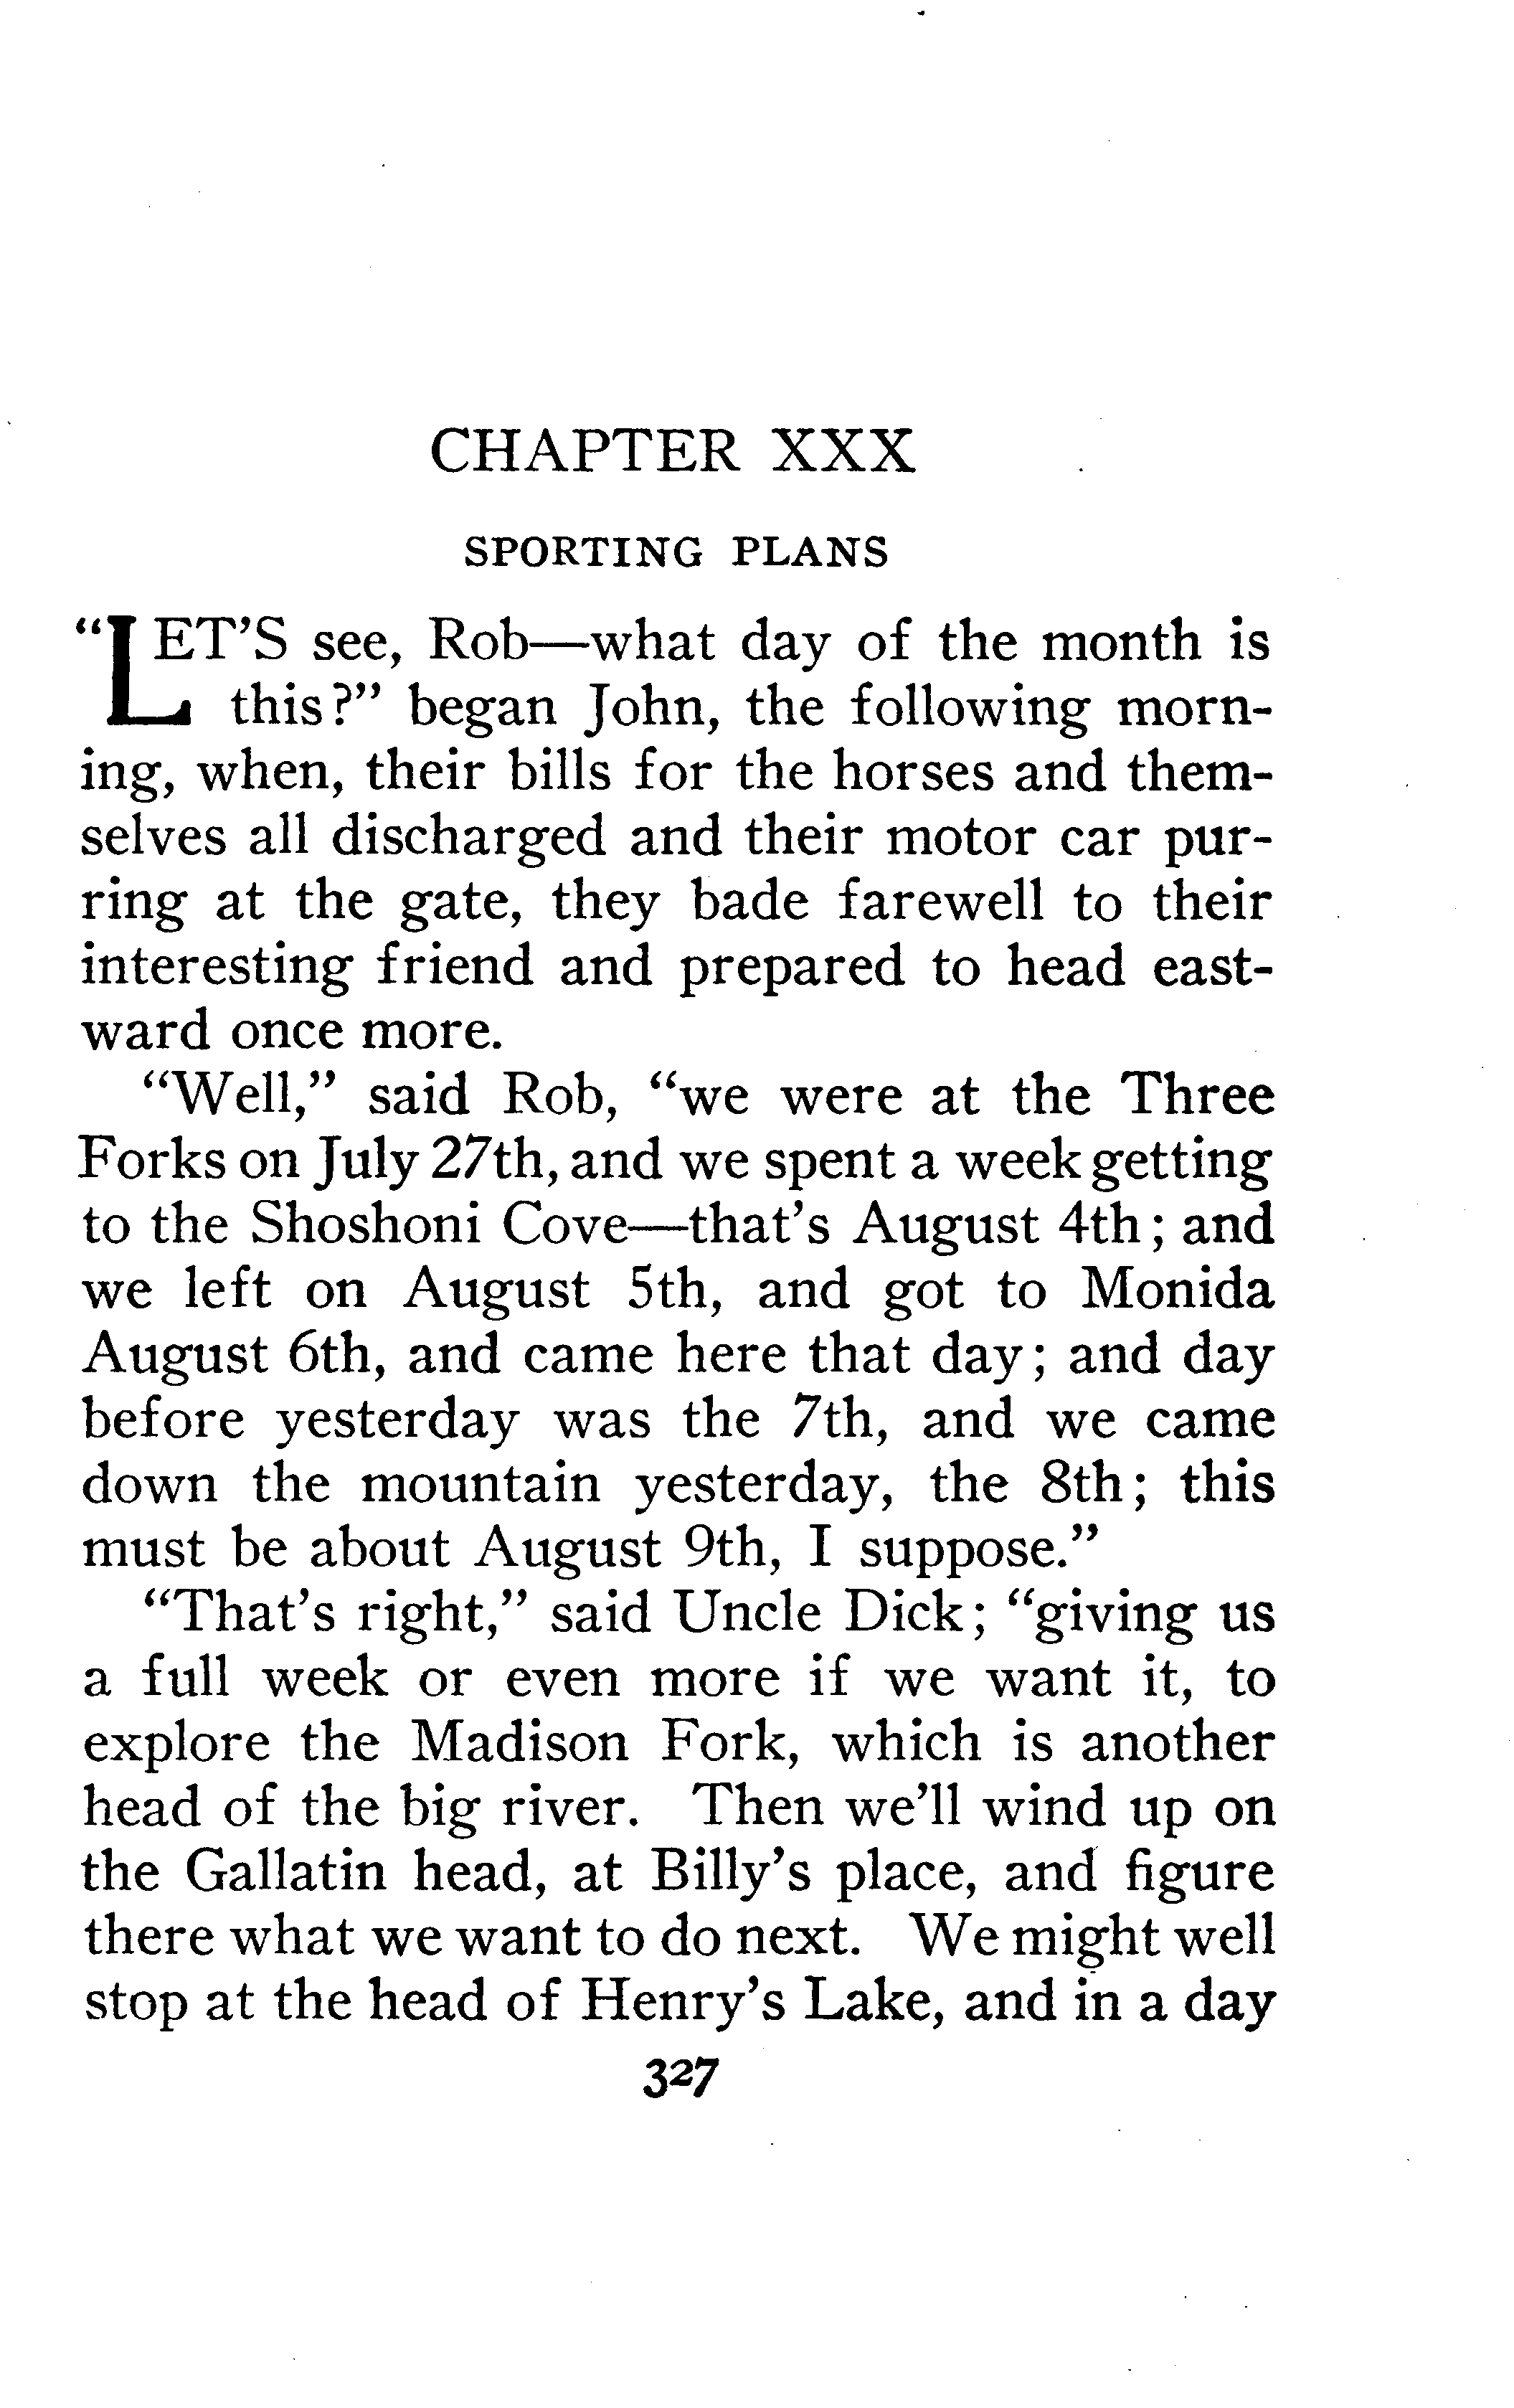 CHAPTER XXX
SPORTING PLANS
“LET’S see, Rob—what day of the month is
this?” began John, the following morn-
ing, when, their bills for the horses and them-
selves all discharged and their motor car pur-
ring at the gate, they bade farewell to their
interesting friend and prepared to head east-
ward once more.
“Well,” said Rob, “we were at the Three
Forks on July 27th, and we spent a week getting
to the Shoshoni Cove—that’s August 4th; and
we left on August 5th, and got to Monida
August 6th, and came here that day; and day
before yesterday was the 7th, and we came
down the mountain yesterday, the 8th; this
must be about August 9th, I suppose.”
“That’s right,” said Uncle Dick; “giving us
a full week or even more if we want it, to
explore the Madison Fork, which is another
head of the big river. Then we’ll wind up on
the Gallatin head, at Billy’s place, and figure
there what we want to do next. We might well
stop at the head of Henry’s Lake, and in a day
327